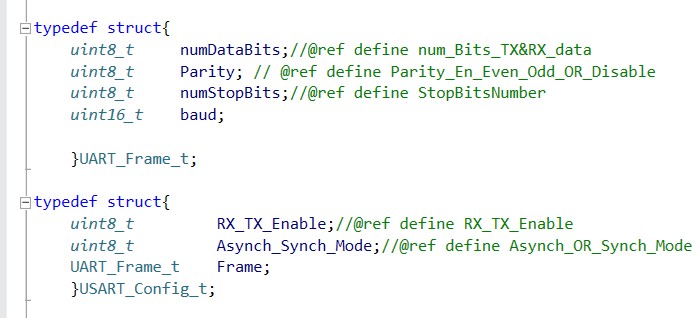 typedef struct{
uint8_t numDataBits;//@ref define num_Bits_TX&RX_data
uint8_t Parity; // @ref define Parity_En_Even_Odd_OR_Disable
uint8_t numStopBits;//@ref define StopBitsNumber
uint16_t baud;
}UART_Frame_t;
typedef struct{
uint8_t RX_TX_Enable;//@ref define RX_TX_Enable
uint8_t Asynch_Synch_Mode;//@ref define Asynch_OR_Synch_Mode
UART_Frame_t Frame;
}USART_Config_t;